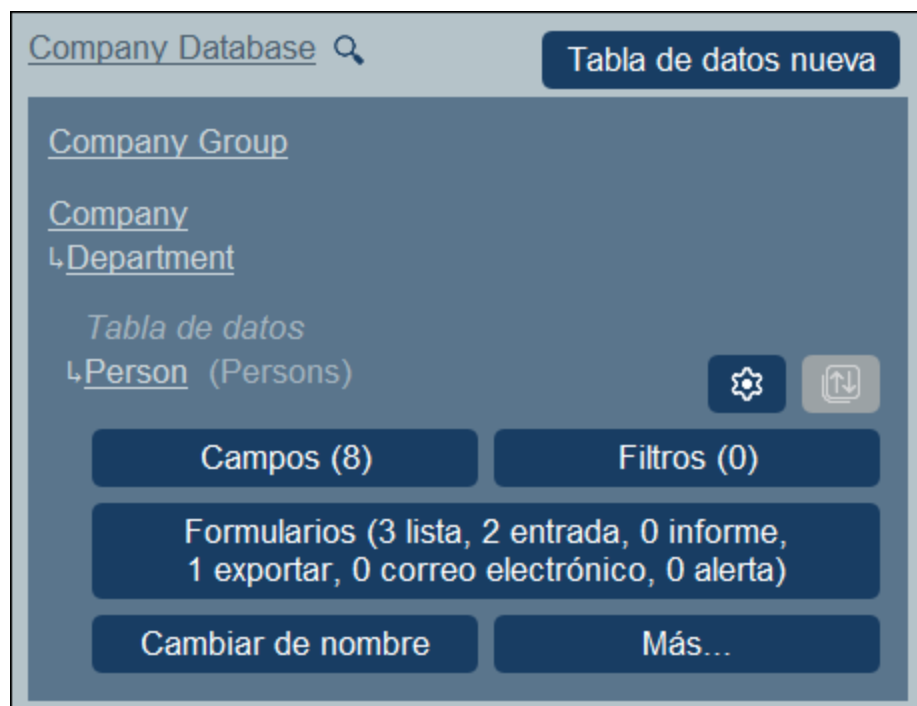 Company Database
Tabla de datos nueva
Company Group
Company
↳Department
Tabla de datos
↳Person (Persons)
Campos (8)
Filtros (0)
Formularios (3 lista, 2 entrada, 0 informe,
1 exportar, 0 correo electrónico, 0 alerta)
Cambiar de nombre
Más...